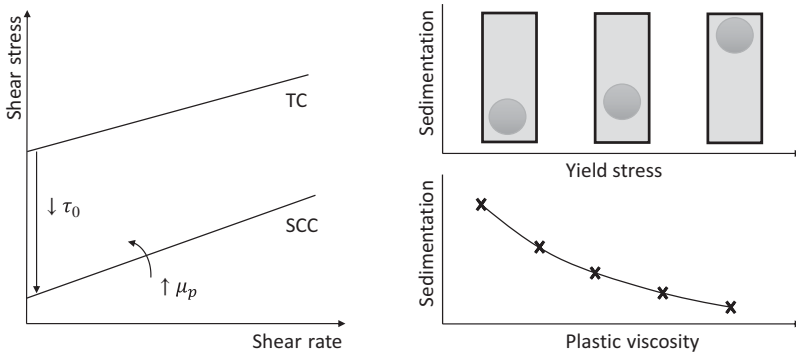 Shear stress
TC
↓ τ₀
SCC
↑ μₚ
Shear rate
Sedimentation
Yield stress
Sedimentation
Plastic viscosity